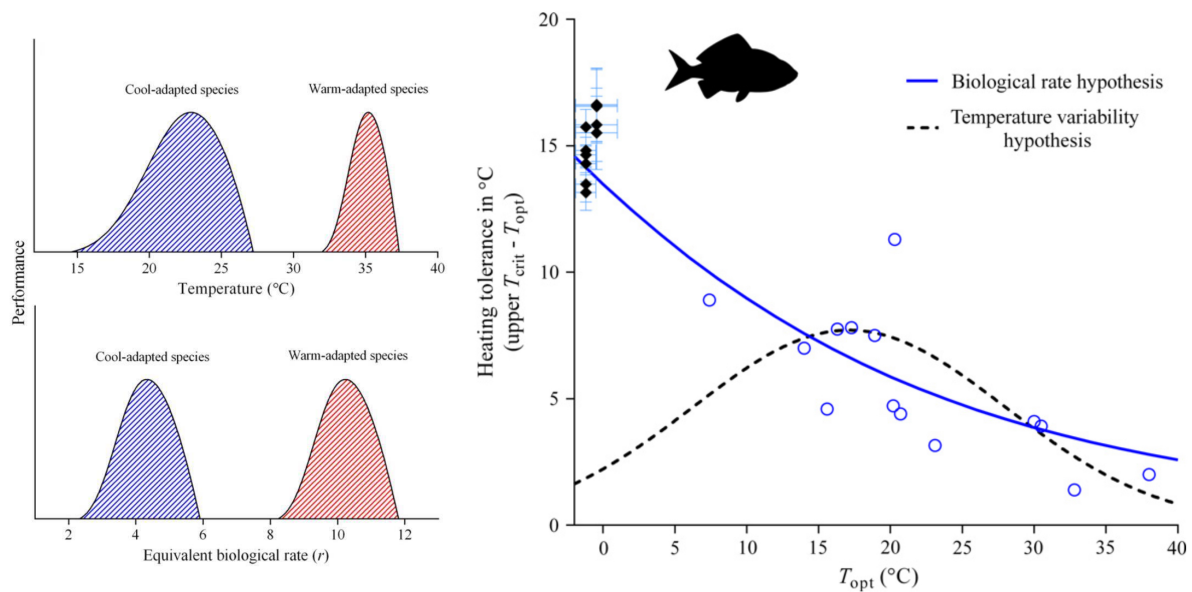 Performance
Cool-adapted species
Warm-adapted species
15 20 25 30 35 40
Temperature (°C)
Cool-adapted species
Warm-adapted species
2 4 6 8 10 12
Equivalent biological rate (r)
Heating tolerance in °C
(upper Tcrit - Topt)
20
15
10
5
0
Biological rate hypothesis
Temperature variability
hypothesis
0 5 10 15 20 25 30 35 40
Topt (°C)